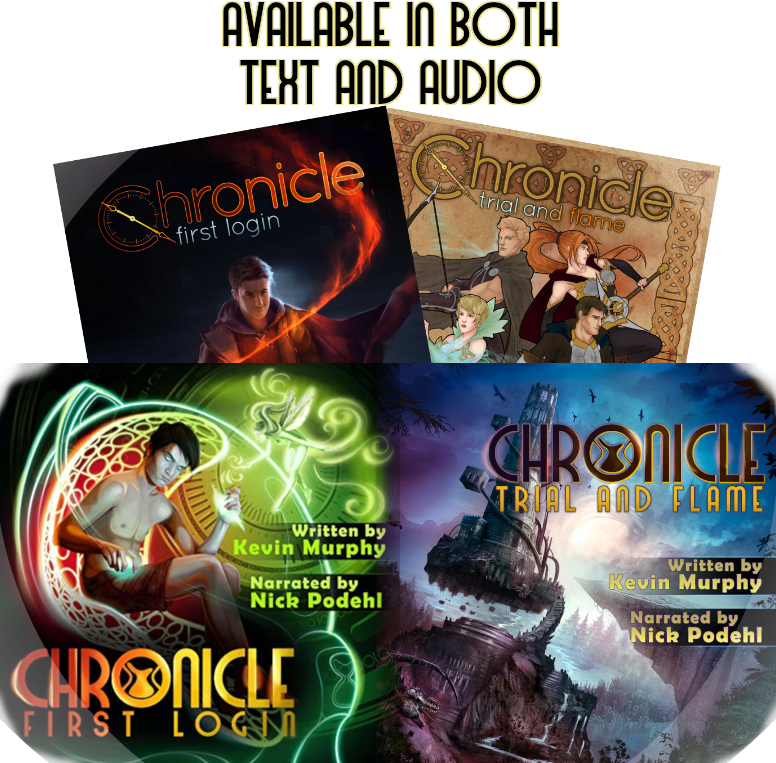 AVAILABLE IN BOTH
TEXT AND AUDIO
Chronicle
first login
Chronicle
trial and flame
Written by
Kevin Murphy
Narrated by
Nick Podehl
CHRONICLE
FIRST LOGIN
CHRONICLE
TRIAL AND FLAME
Written by
Kevin Murphy
Narrated by
Nick Podehl